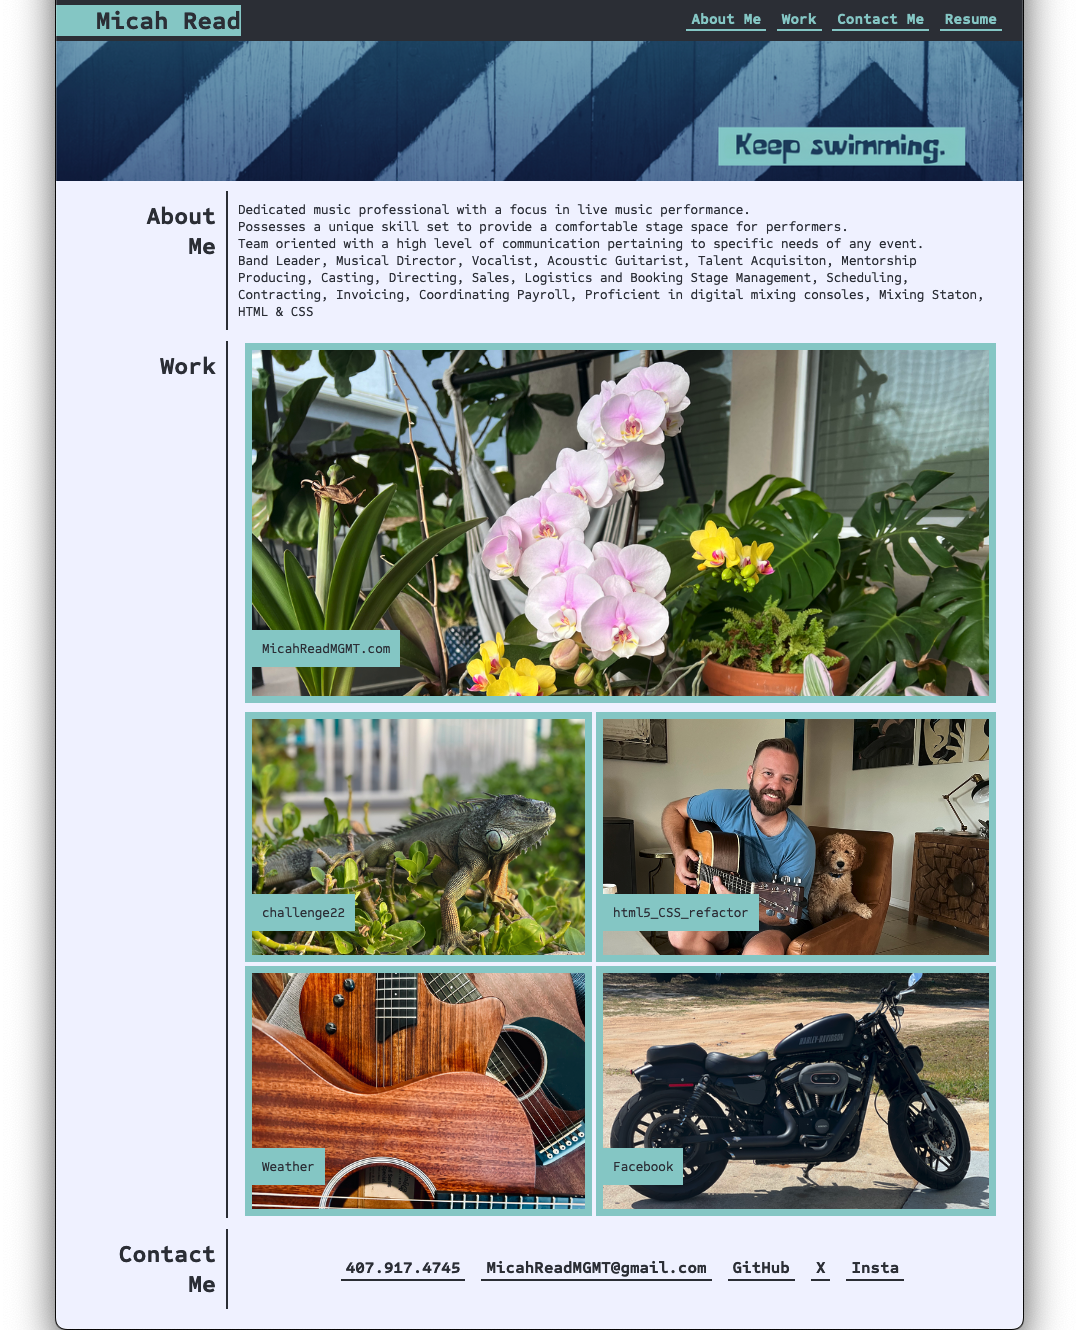 Micah Read
About Me Work Contact Me Resume
Keep swimming.
About
Me
Dedicated music professional with a focus in live music performance.
Possesses a unique skill set to provide a comfortable stage space for performers.
Team oriented with a high level of communication pertaining to specific needs of any event.
Band Leader, Musical Director, Vocalist, Acoustic Guitarist, Talent Acquisiton, Mentorship
Producing, Casting, Directing, Sales, Logistics and Booking Stage Management, Scheduling,
Contracting, Invoicing, Coordinating Payroll, Proficient in digital mixing consoles, Mixing Staton,
HTML & CSS
Work
MicahReadMGMT.com
challenge22
html5_CSS_refactor
Weather
HARLEY-DAVIDSON
Facebook
Contact
Me
407.917.4745 MicahReadMGMT@gmail.com GitHub X Insta